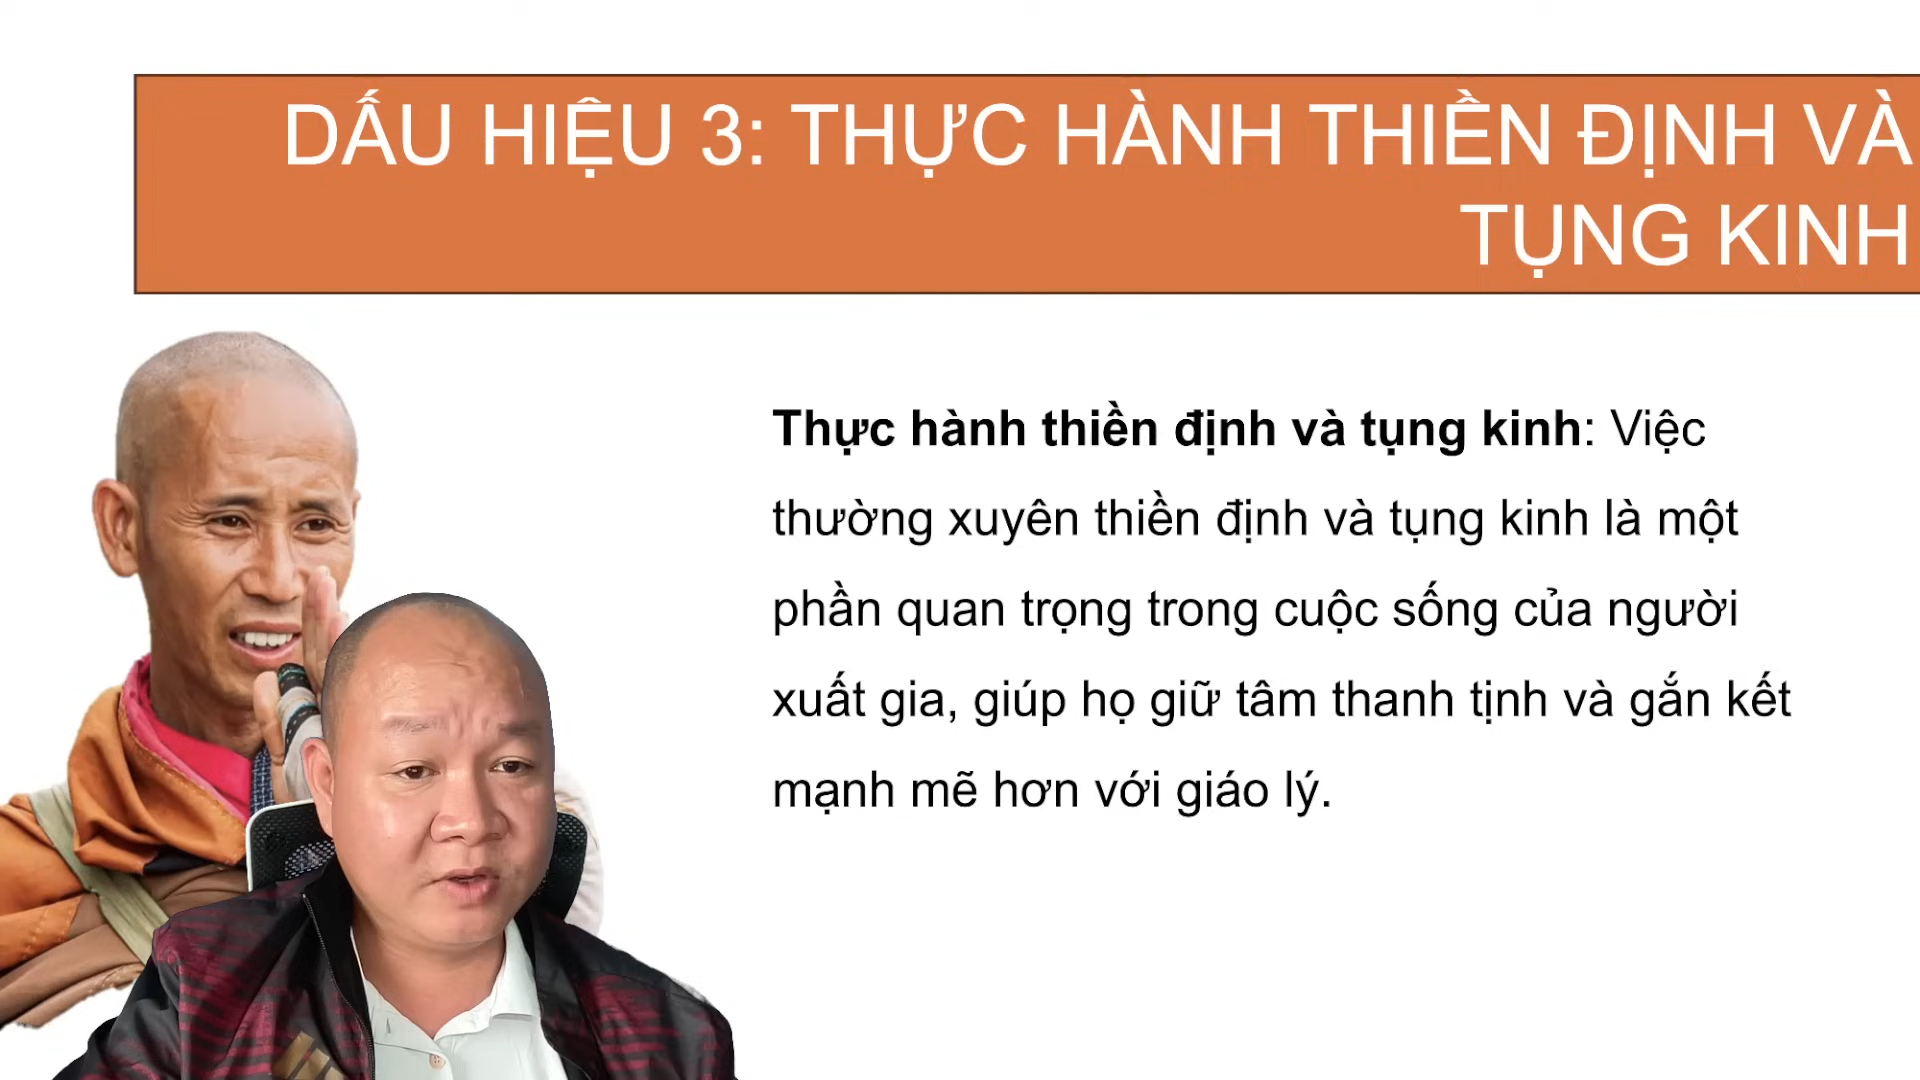 DẤU HIỆU 3: THỰC HÀNH THIỀN ĐỊNH VÀ
TỤNG KINH
Thực hành thiền định và tụng kinh: Việc
thường xuyên thiền định và tụng kinh là một
phần quan trọng trong cuộc sống của người
xuất gia, giúp họ giữ tâm thanh tịnh và gắn kết
mạnh mẽ hơn với giáo lý.